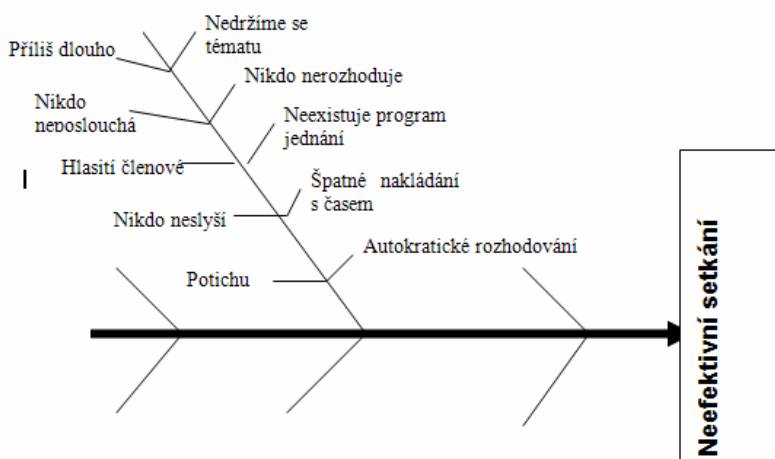 Nedržíme se
tématu
Příliš dlouho
Nikdo nerozhoduje
Nikdo
neposlouchá
Neexistuje program
jednání
Hlasití členové
Špatné nakládání
s časem
Nikdo neslyší
Autokratické rozhodování
Potichu
Neefektivní setkání